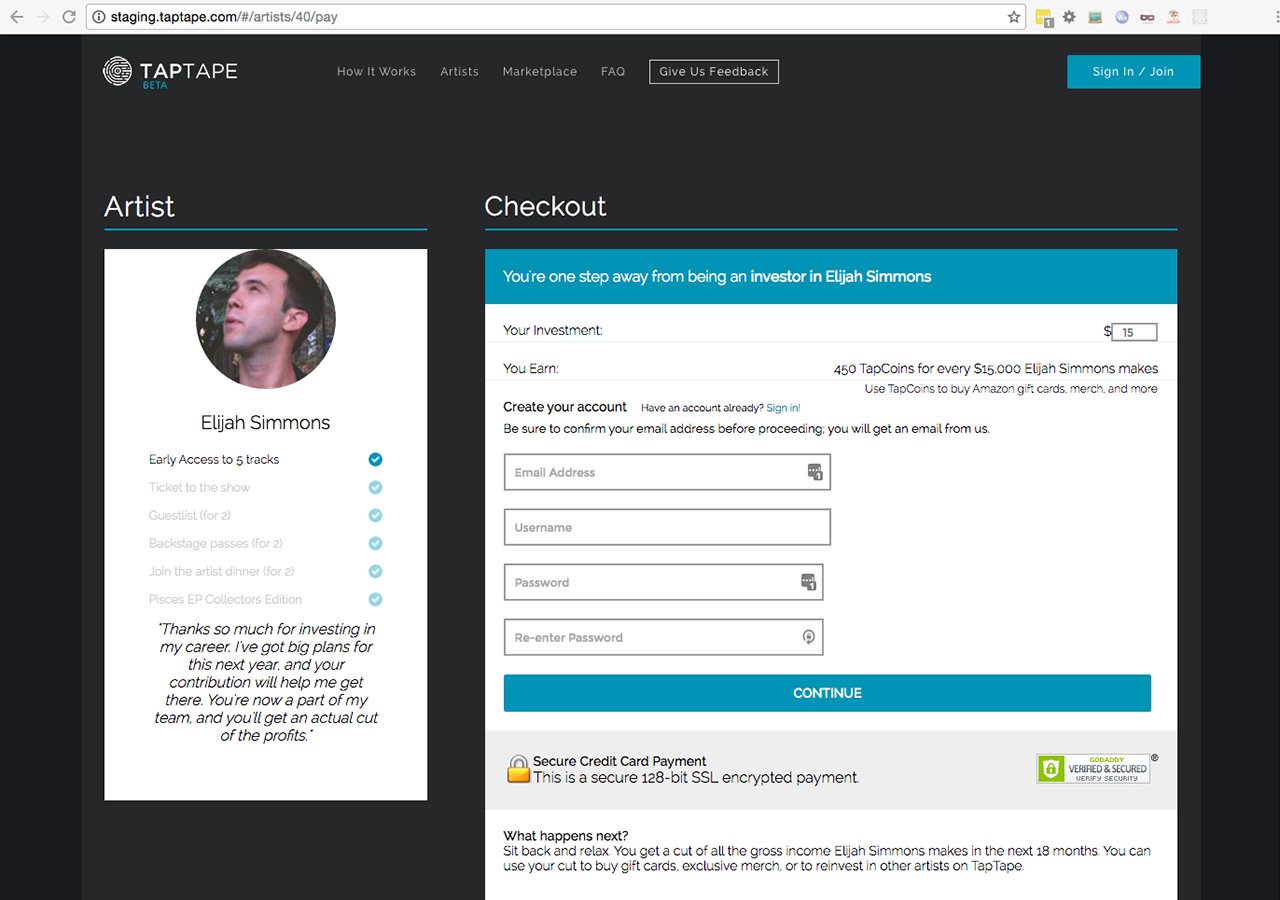 staging.taptape.com/#/artists/40/pay
1
TAPTAPE
BETA
How It Works
Artists
Marketplace
FAQ
Give Us Feedback
Sign In / Join
Artist
Elijah Simmons
Early Access to 5 tracks
Ticket to the show
Guestlist (for 2)
Backstage passes (for 2)
Join the artist dinner (for 2)
Pisces EP Collectors Edition
"Thanks so much for investing in
my career. I've got big plans for
this next year, and your
contribution will help me get
there. You're now a part of my
team, and you'll get an actual cut
of the profits."
Checkout
You're one step away from being an investor in Elijah Simmons
Your Investment:
$ 15
You Earn:
450 TapCoins for every $15,000 Elijah Simmons makes
Use TapCoins to buy Amazon gift cards, merch, and more
Create your account Have an account already? Sign in!
Be sure to confirm your email address before proceeding; you will get an email from us.
Email Address
1
Username
Password
1
Re-enter Password
CONTINUE
Secure Credit Card Payment
This is a secure 128-bit SSL encrypted payment.
GODADDY
VERIFIED & SECURED
VERIFY SECURITY
®
What happens next?
Sit back and relax. You get a cut of all the gross income Elijah Simmons makes in the next 18 months. You can
use your cut to buy gift cards, exclusive merch, or to reinvest in other artists on TapTape.